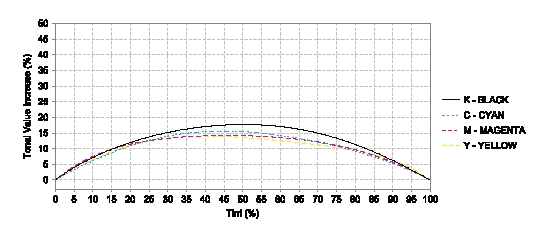 60
45
40
35
30
25
20
15
10
5
0
Tonal Value Increase (%)
0 5 10 15 20 25 30 35 40 45 50 55 60 65 70 75 80 85 90 95 100
Tint (%)
K - BLACK
C - CYAN
M - MAGENTA
Y - YELLOW